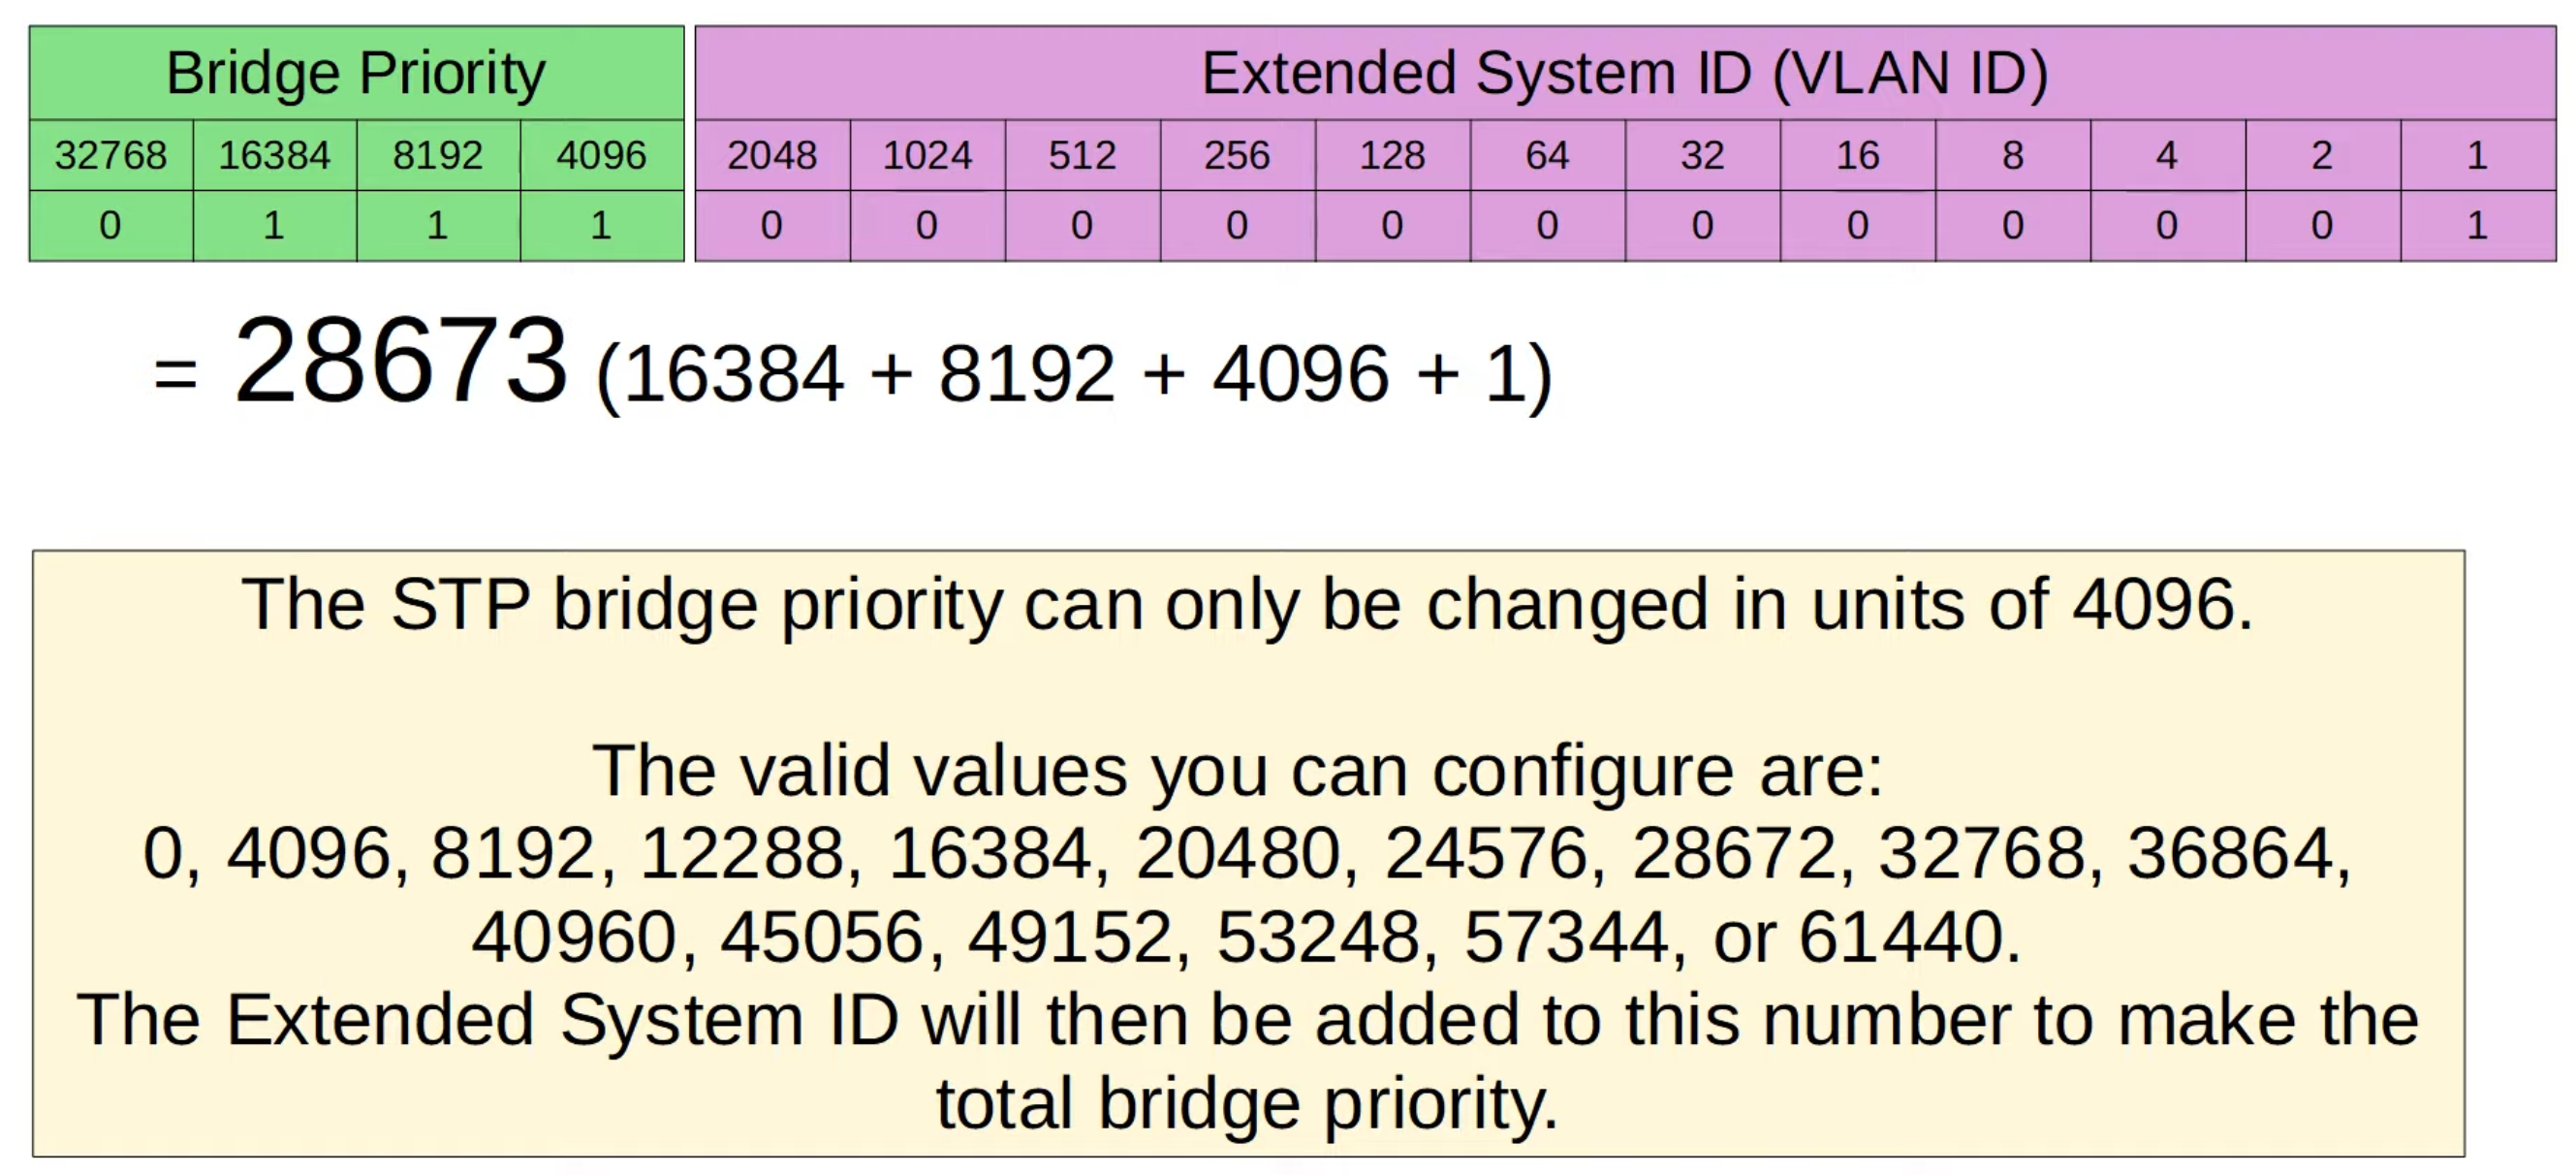 Bridge Priority Extended System ID (VLAN ID)
32768 16384 8192 4096 2048 1024 512 256 128 64 32 16 8 4 2 1
0 1 1 1 0 0 0 0 0 0 0 0 0 0 0 1
= 28673 (16384 + 8192 + 4096 + 1)
The STP bridge priority can only be changed in units of 4096.
The valid values you can configure are:
0, 4096, 8192, 12288, 16384, 20480, 24576, 28672, 32768, 36864,
40960, 45056, 49152, 53248, 57344, or 61440.
The Extended System ID will then be added to this number to make the
total bridge priority.